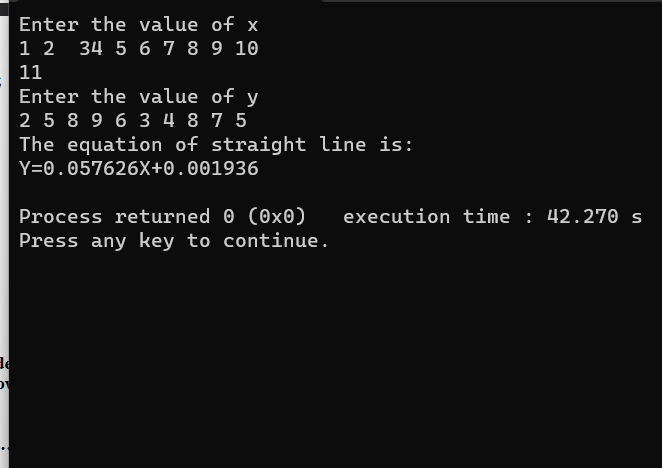 Enter the value of x
1 2  34 5 6 7 8 9 10
11
Enter the value of y
2 5 8 9 6 3 4 8 7 5
The equation of straight line is:
Y=0.057626X+0.001936
Process returned 0 (0x0)   execution time : 42.270 s
Press any key to continue.